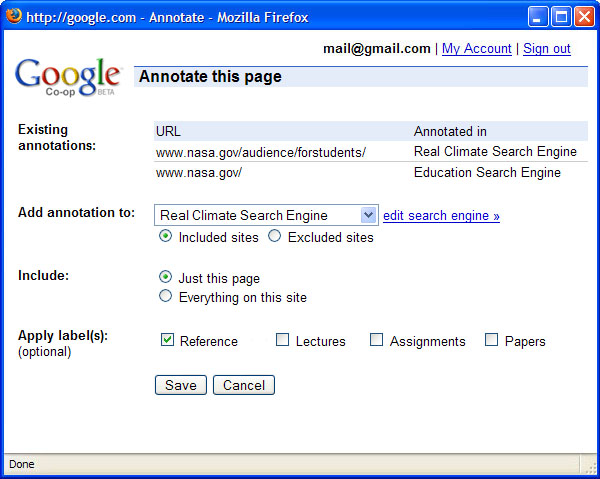 http://google.com - Annotate - Mozilla Firefox
mail@gmail.com | My Account | Sign out
Google
Co-op BETA
Annotate this page
Existing annotations:
URL Annotated in
www.nasa.gov/audience/forstudents/ Real Climate Search Engine
www.nasa.gov/ Education Search Engine
Add annotation to: Real Climate Search Engine edit search engine »
Included sites Excluded sites
Include: Just this page
Everything on this site
Apply label(s): Reference Lectures Assignments Papers
(optional)
Save Cancel
Done